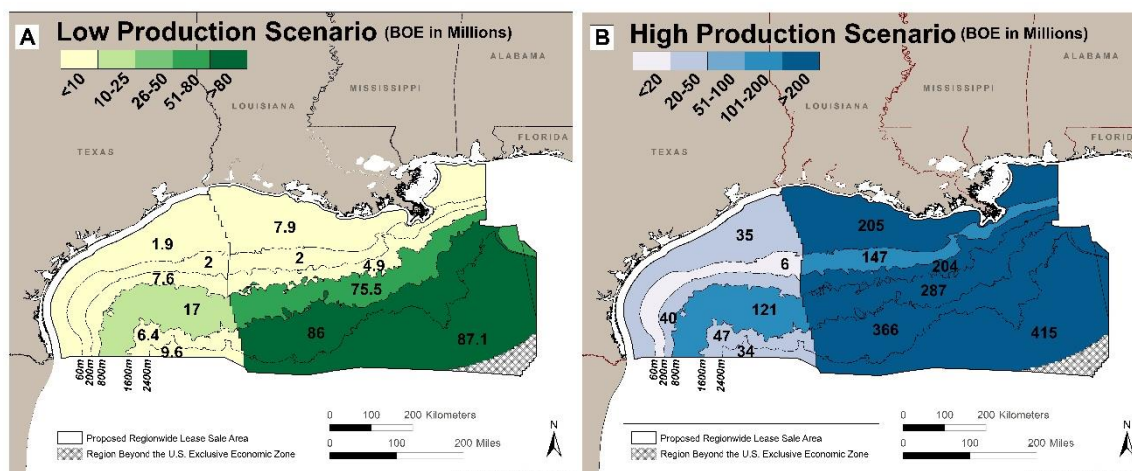 A Low Production Scenario (BOE in Millions)
<10
10-25
26-50
51-80
>80
ALABAMA
MISSISSIPPI
LOUISIANA
TEXAS
FLORIDA
7.9
1.9
2
2
4.9
7.6
75.5
17
86
87.1
6.4
9.6
60m
200m
800m
1600m
2400m
0 100 200 Kilometers
0 100 200 Miles
N
Proposed Regionwide Lease Sale Area
Region Beyond the U.S. Exclusive Economic Zone
B High Production Scenario (BOE in Millions)
<20
20-50
51-100
101-200
>200
ALABAMA
MISSISSIPPI
LOUISIANA
TEXAS
FLORIDA
205
35
147
6
204
287
121
40
366
415
47
34
60m
200m
800m
1600m
2400m
0 100 200 Kilometers
0 100 200 Miles
N
Proposed Regionwide Lease Sale Area
Region Beyond the U.S. Exclusive Economic Zone